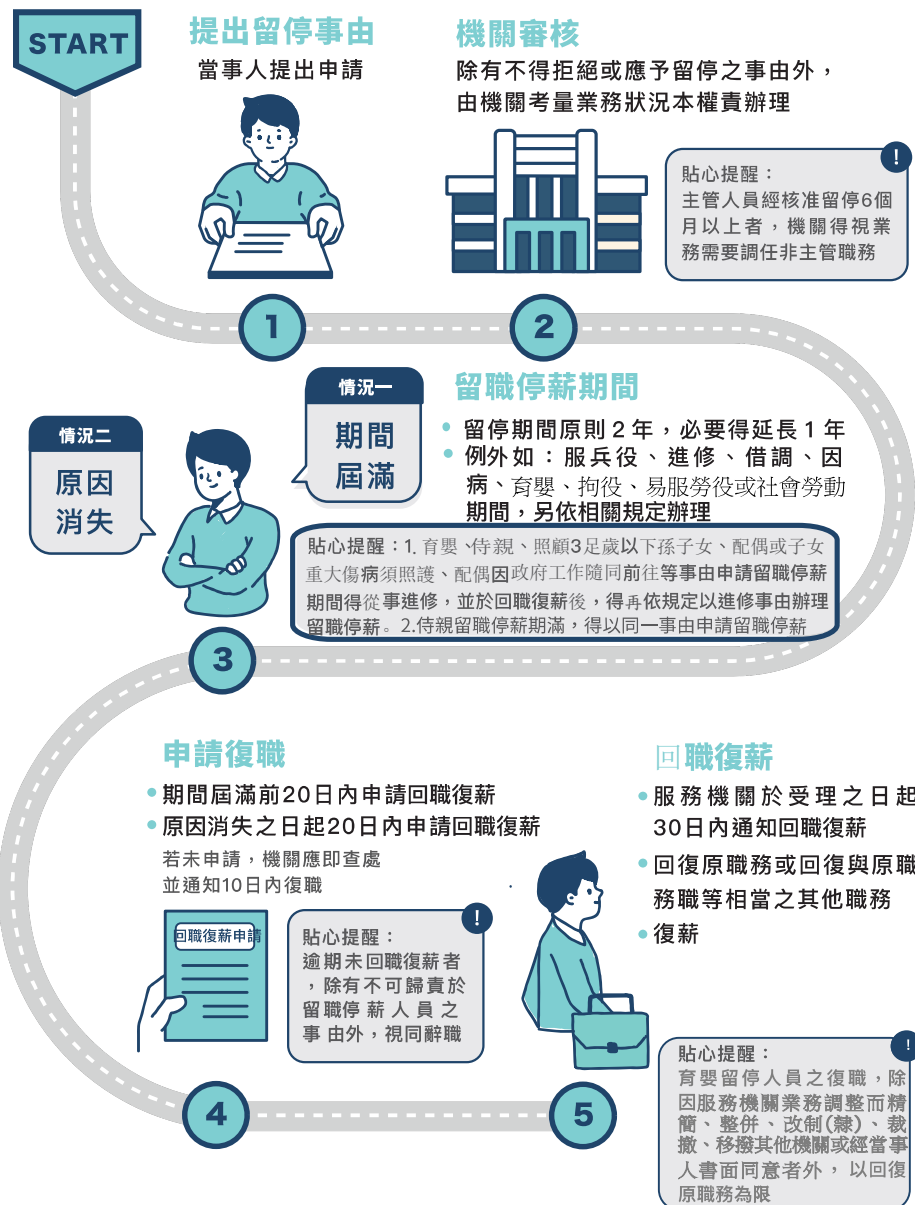 START
提出留停事由
當事人提出申請
機關審核
除有不得拒絕或應予留停之事由外，
由機關考量業務狀況本權責辦理
!
貼心提醒：
主管人員經核准留停6個
月以上者，機關得視業
務需要調任非主管職務
1
2
情況一
期間
屆滿
情況二
原因
消失
留職停薪期間
留停期間原則2年，必要得延長1年
例外如：服兵役、進修、借調、因
病、育嬰、拘役、易服勞役或社會勞動
期間，另依相關規定辦理
貼心提醒：1. 育嬰、侍親、照顧3足歲以下孫子女、配偶或子女
重大傷病須照護、配偶因政府工作隨同前往等事由申請留職停薪
期間得從事進修，並於回職復薪後，得再依規定以進修事由辦理
留職停薪。2.侍親留職停薪期滿，得以同一事由申請留職停薪
3
申請復職
期間屆滿前20日內申請回職復薪
原因消失之日起20日內申請回職復薪
若未申請，機關應即查處
並通知10日內復職
回職復薪申請
!
貼心提醒：
逾期未回職復薪者
，除有不可歸責於
留職停薪人員之
事由外，視同辭職
回職復薪
服務機關於受理之日起
30日內通知回職復薪
回復原職務或回復與原職
務職等相當之其他職務
復薪
!
貼心提醒：
育嬰留停人員之復職，除
因服務機關業務調整而精
簡、整併、改制(隸)、裁
撤、移撥其他機關或經當事
人書面同意者外，以回復
原職務為限
4
5